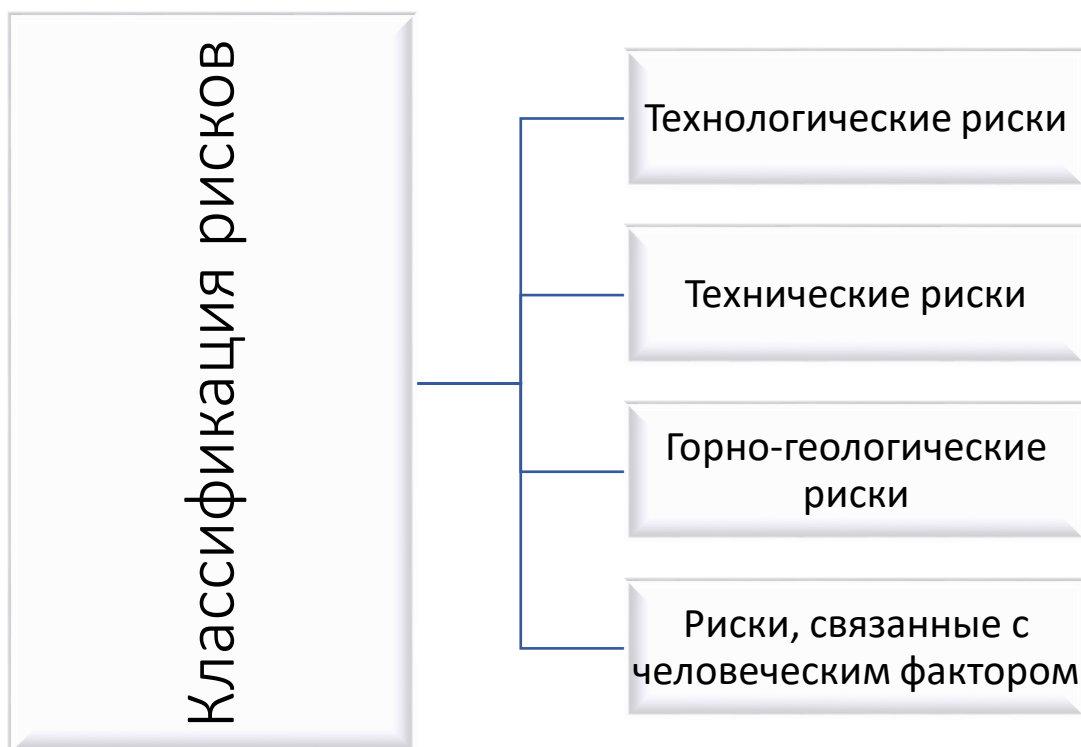 Классификация рисков
Технологические риски
Технические риски
Горно-геологические
риски
Риски, связанные с
человеческим фактором